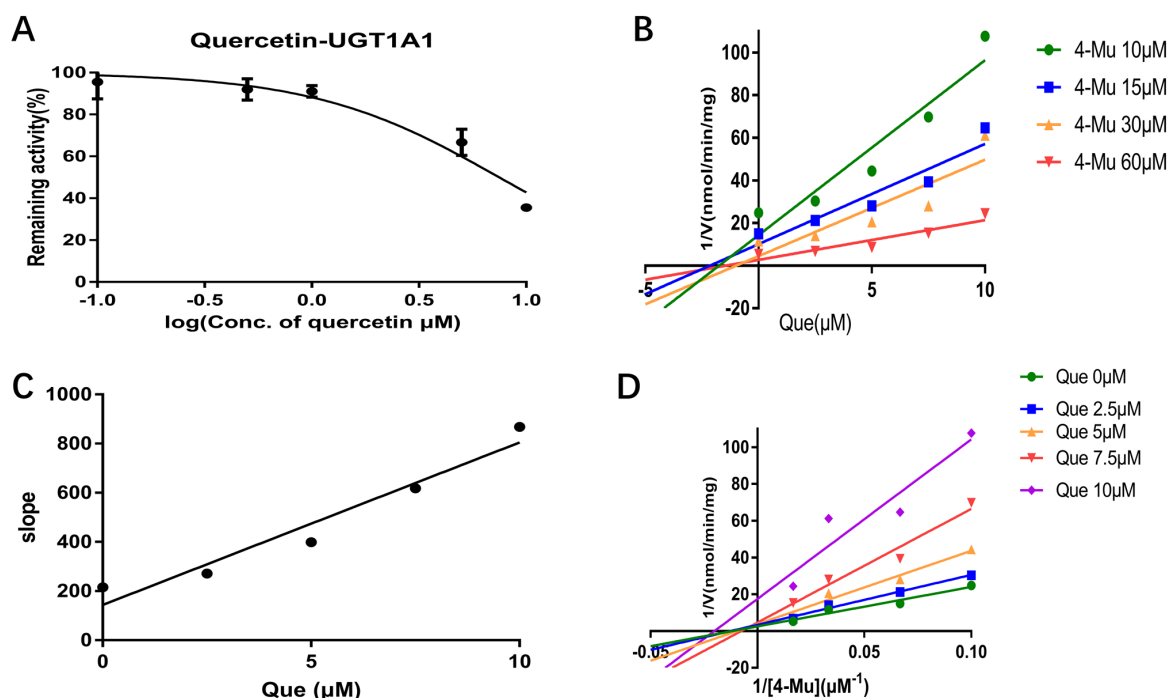 A
Quercetin-UGT1A1
Remaining activity(%)
100
80
60
40
20
0
-1.0
-0.5
0.0
0.5
1.0
log(Conc. of quercetin µM)
B
1/V(nmol/min/mg)
100
80
60
40
20
-20
-5
5
10
Que(µM)
4-Mu 10µM
4-Mu 15µM
4-Mu 30µM
4-Mu 60µM
C
slope
1000
800
600
400
200
0
0
5
10
Que (µM)
D
1/V(nmol/min/mg)
100
80
60
40
20
-20
-0.05
0.05
0.10
1/[4-Mu](µM⁻¹)
Que 0µM
Que 2.5µM
Que 5µM
Que 7.5µM
Que 10µM